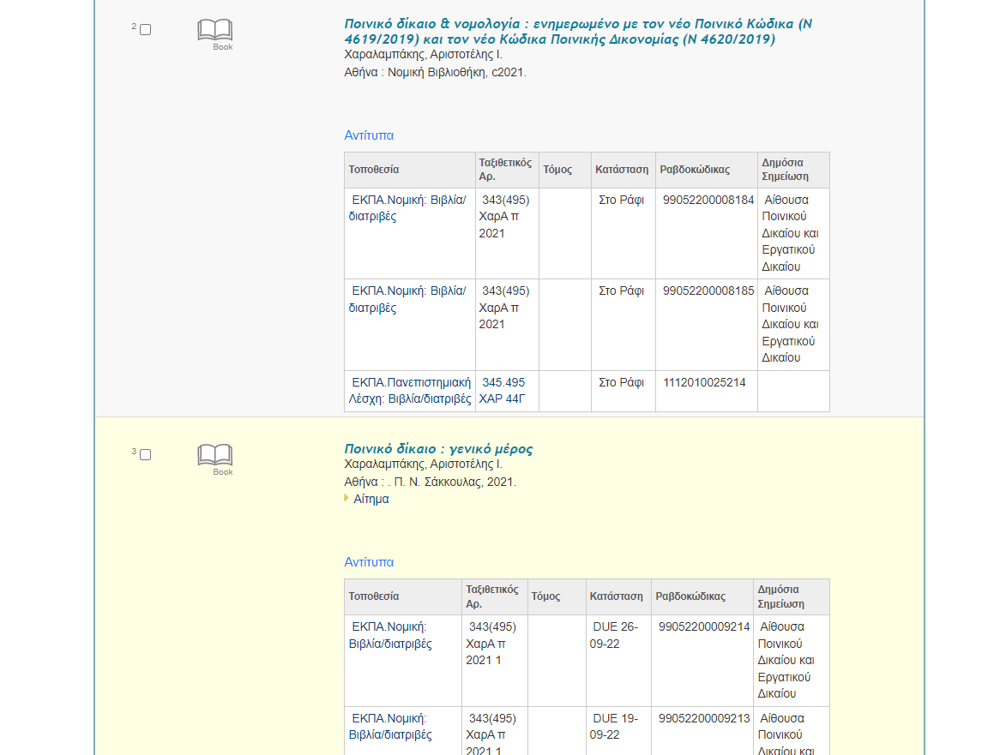 2
Book
Ποινικό δίκαιο & νομολογία : ενημερωμένο με τον νέο Ποινικό Κώδικα (Ν
4619/2019) και τον νέο Κώδικα Ποινικής Δικονομίας (Ν 4620/2019)
Χαραλαμπάκης, Αριστοτέλης Ι.
Αθήνα : Νομική Βιβλιοθήκη, c2021.
Αντίτυπα
Τοποθεσία Ταξιθετικός Αρ. Τόμος Κατάσταση Ραβδοκώδικας Δημόσια Σημείωση
ΕΚΠΑ.Νομική: Βιβλία/ 343(495) Στο Ράφι 99052200008184 Αίθουσα
διατριβές ΧαρΑ π Ποινικού
2021 Δικαίου και
Εργατικού
Δικαίου
ΕΚΠΑ.Νομική: Βιβλία/ 343(495) Στο Ράφι 99052200008185 Αίθουσα
διατριβές ΧαρΑ π Ποινικού
2021 Δικαίου και
Εργατικού
Δικαίου
ΕΚΠΑ.Πανεπιστημιακή 345.495 Στο Ράφι 1112010025214
Λέσχη: Βιβλία/διατριβές ΧΑΡ 44Γ
3
Book
Ποινικό δίκαιο : γενικό μέρος
Χαραλαμπάκης, Αριστοτέλης Ι.
Αθήνα : . Π. Ν. Σάκκουλας, 2021.
Αίτημα
Αντίτυπα
Τοποθεσία Ταξιθετικός Αρ. Τόμος Κατάσταση Ραβδοκώδικας Δημόσια Σημείωση
ΕΚΠΑ.Νομική: 343(495) DUE 26- 99052200009214 Αίθουσα
Βιβλία/διατριβές ΧαρΑ π 09-22 Ποινικού
2021 1 Δικαίου και
Εργατικού
Δικαίου
ΕΚΠΑ.Νομική: 343(495) DUE 19- 99052200009213 Αίθουσα
Βιβλία/διατριβές ΧαρΑ π 09-22 Ποινικού
2021 1 Δικαίου και